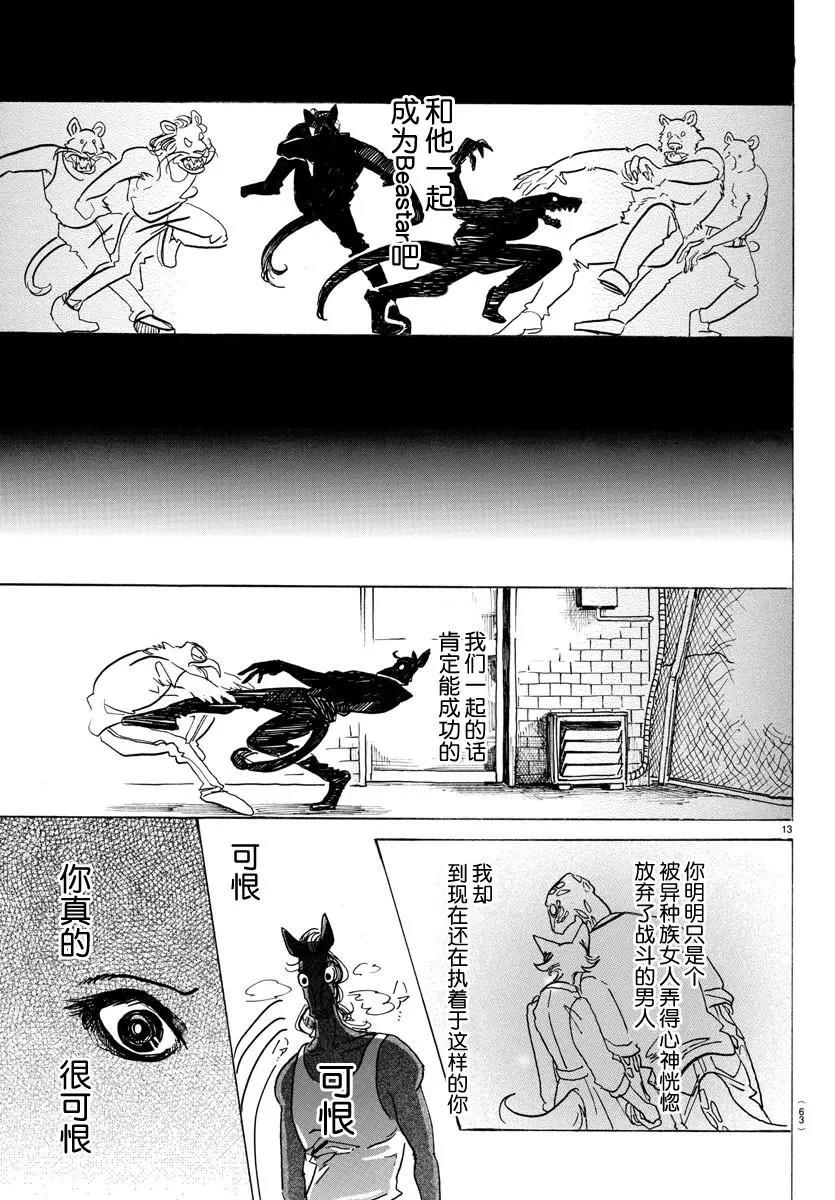 和他一起
成为Beastar吧
我们一起的话
肯定能成功的
13
你明明只是个
被异种族女人弄得心神恍惚
放弃了战斗的男人
我却
到现在还在执着于这样的你
可恨
可恨
你真的
很可恨
(63)